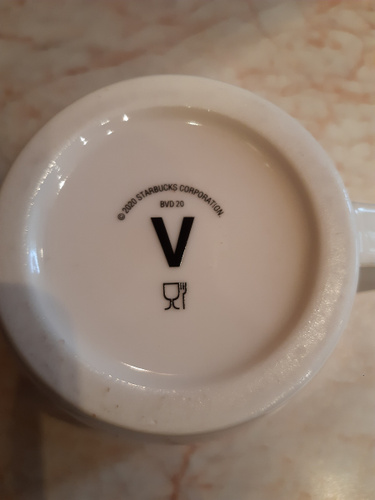 © 2020 STARBUCKS CORPORATION.
BVD 20
V